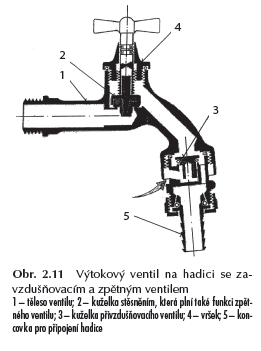 4
2
1
3
5
Obr. 2.11 Výtokový ventil na hadici se za-
vzdušňovacím a zpětným ventilem
1 – těleso ventilu; 2 – kuželka stěsněním, která plní také funkci zpět-
ného ventilu; 3 – kuželka přivzdušňovacího ventilu; 4 – vršek; 5 – kon-
covka pro připojení hadice